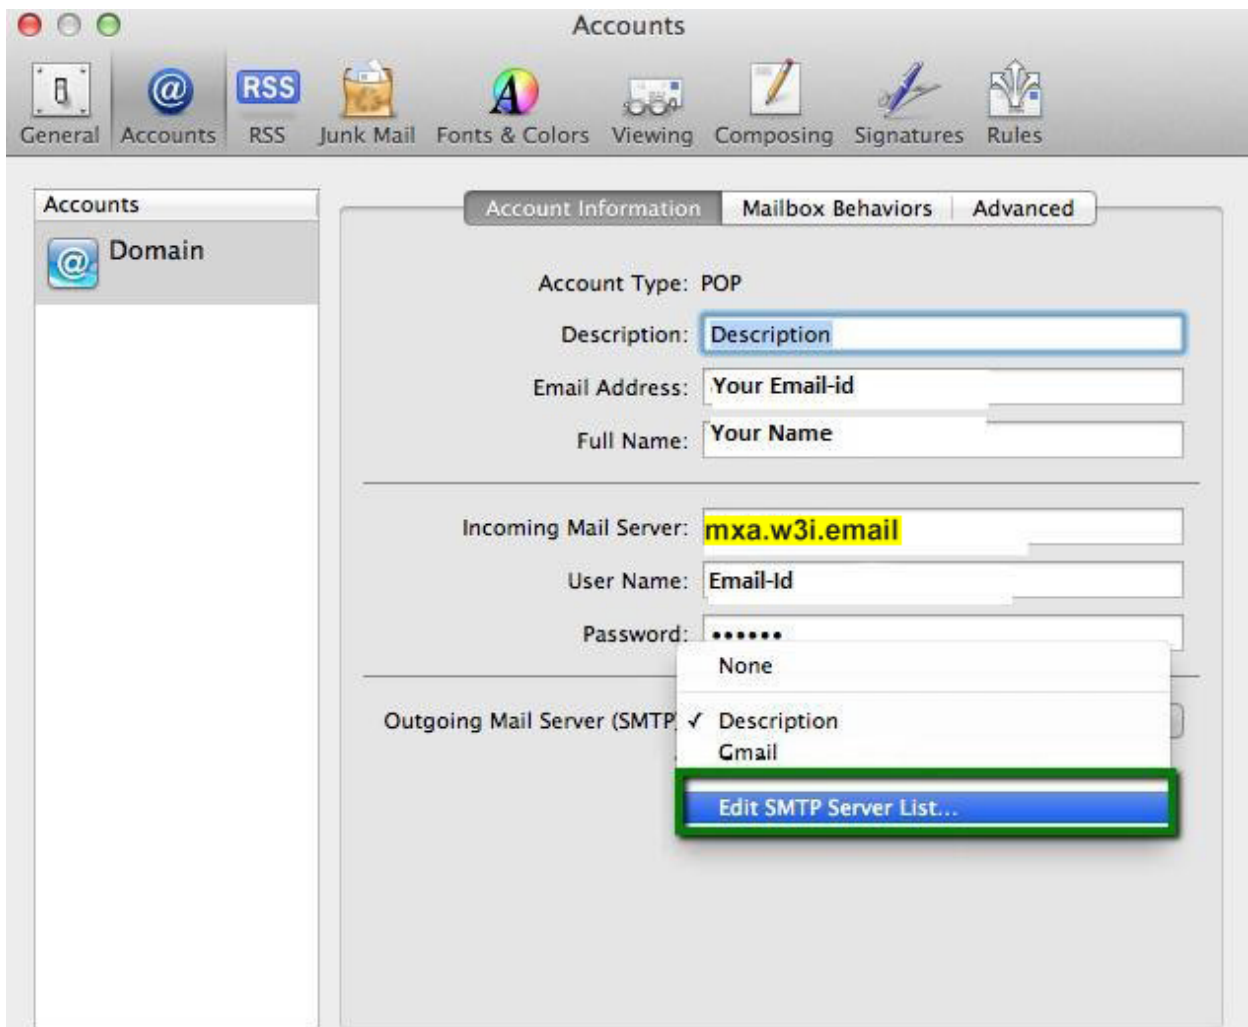 Accounts
RSS
General Accounts RSS Junk Mail Fonts & Colors Viewing Composing Signatures Rules
Accounts
Domain
Account Information Mailbox Behaviors Advanced
Account Type: POP
Description: Description
Email Address: Your Email-id
Full Name: Your Name
Incoming Mail Server: mxa.w3i.email
User Name: Email-Id
Password: ••••••
None
Outgoing Mail Server (SMTP) ✓ Description
Gmail
Edit SMTP Server List...